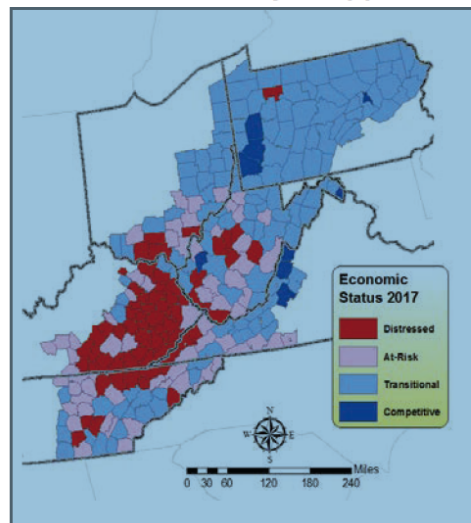 Economic
Status 2017
Distressed
At-Risk
Transitional
Competitive
N
W
E
S
Miles
0 30 60 120 180 240